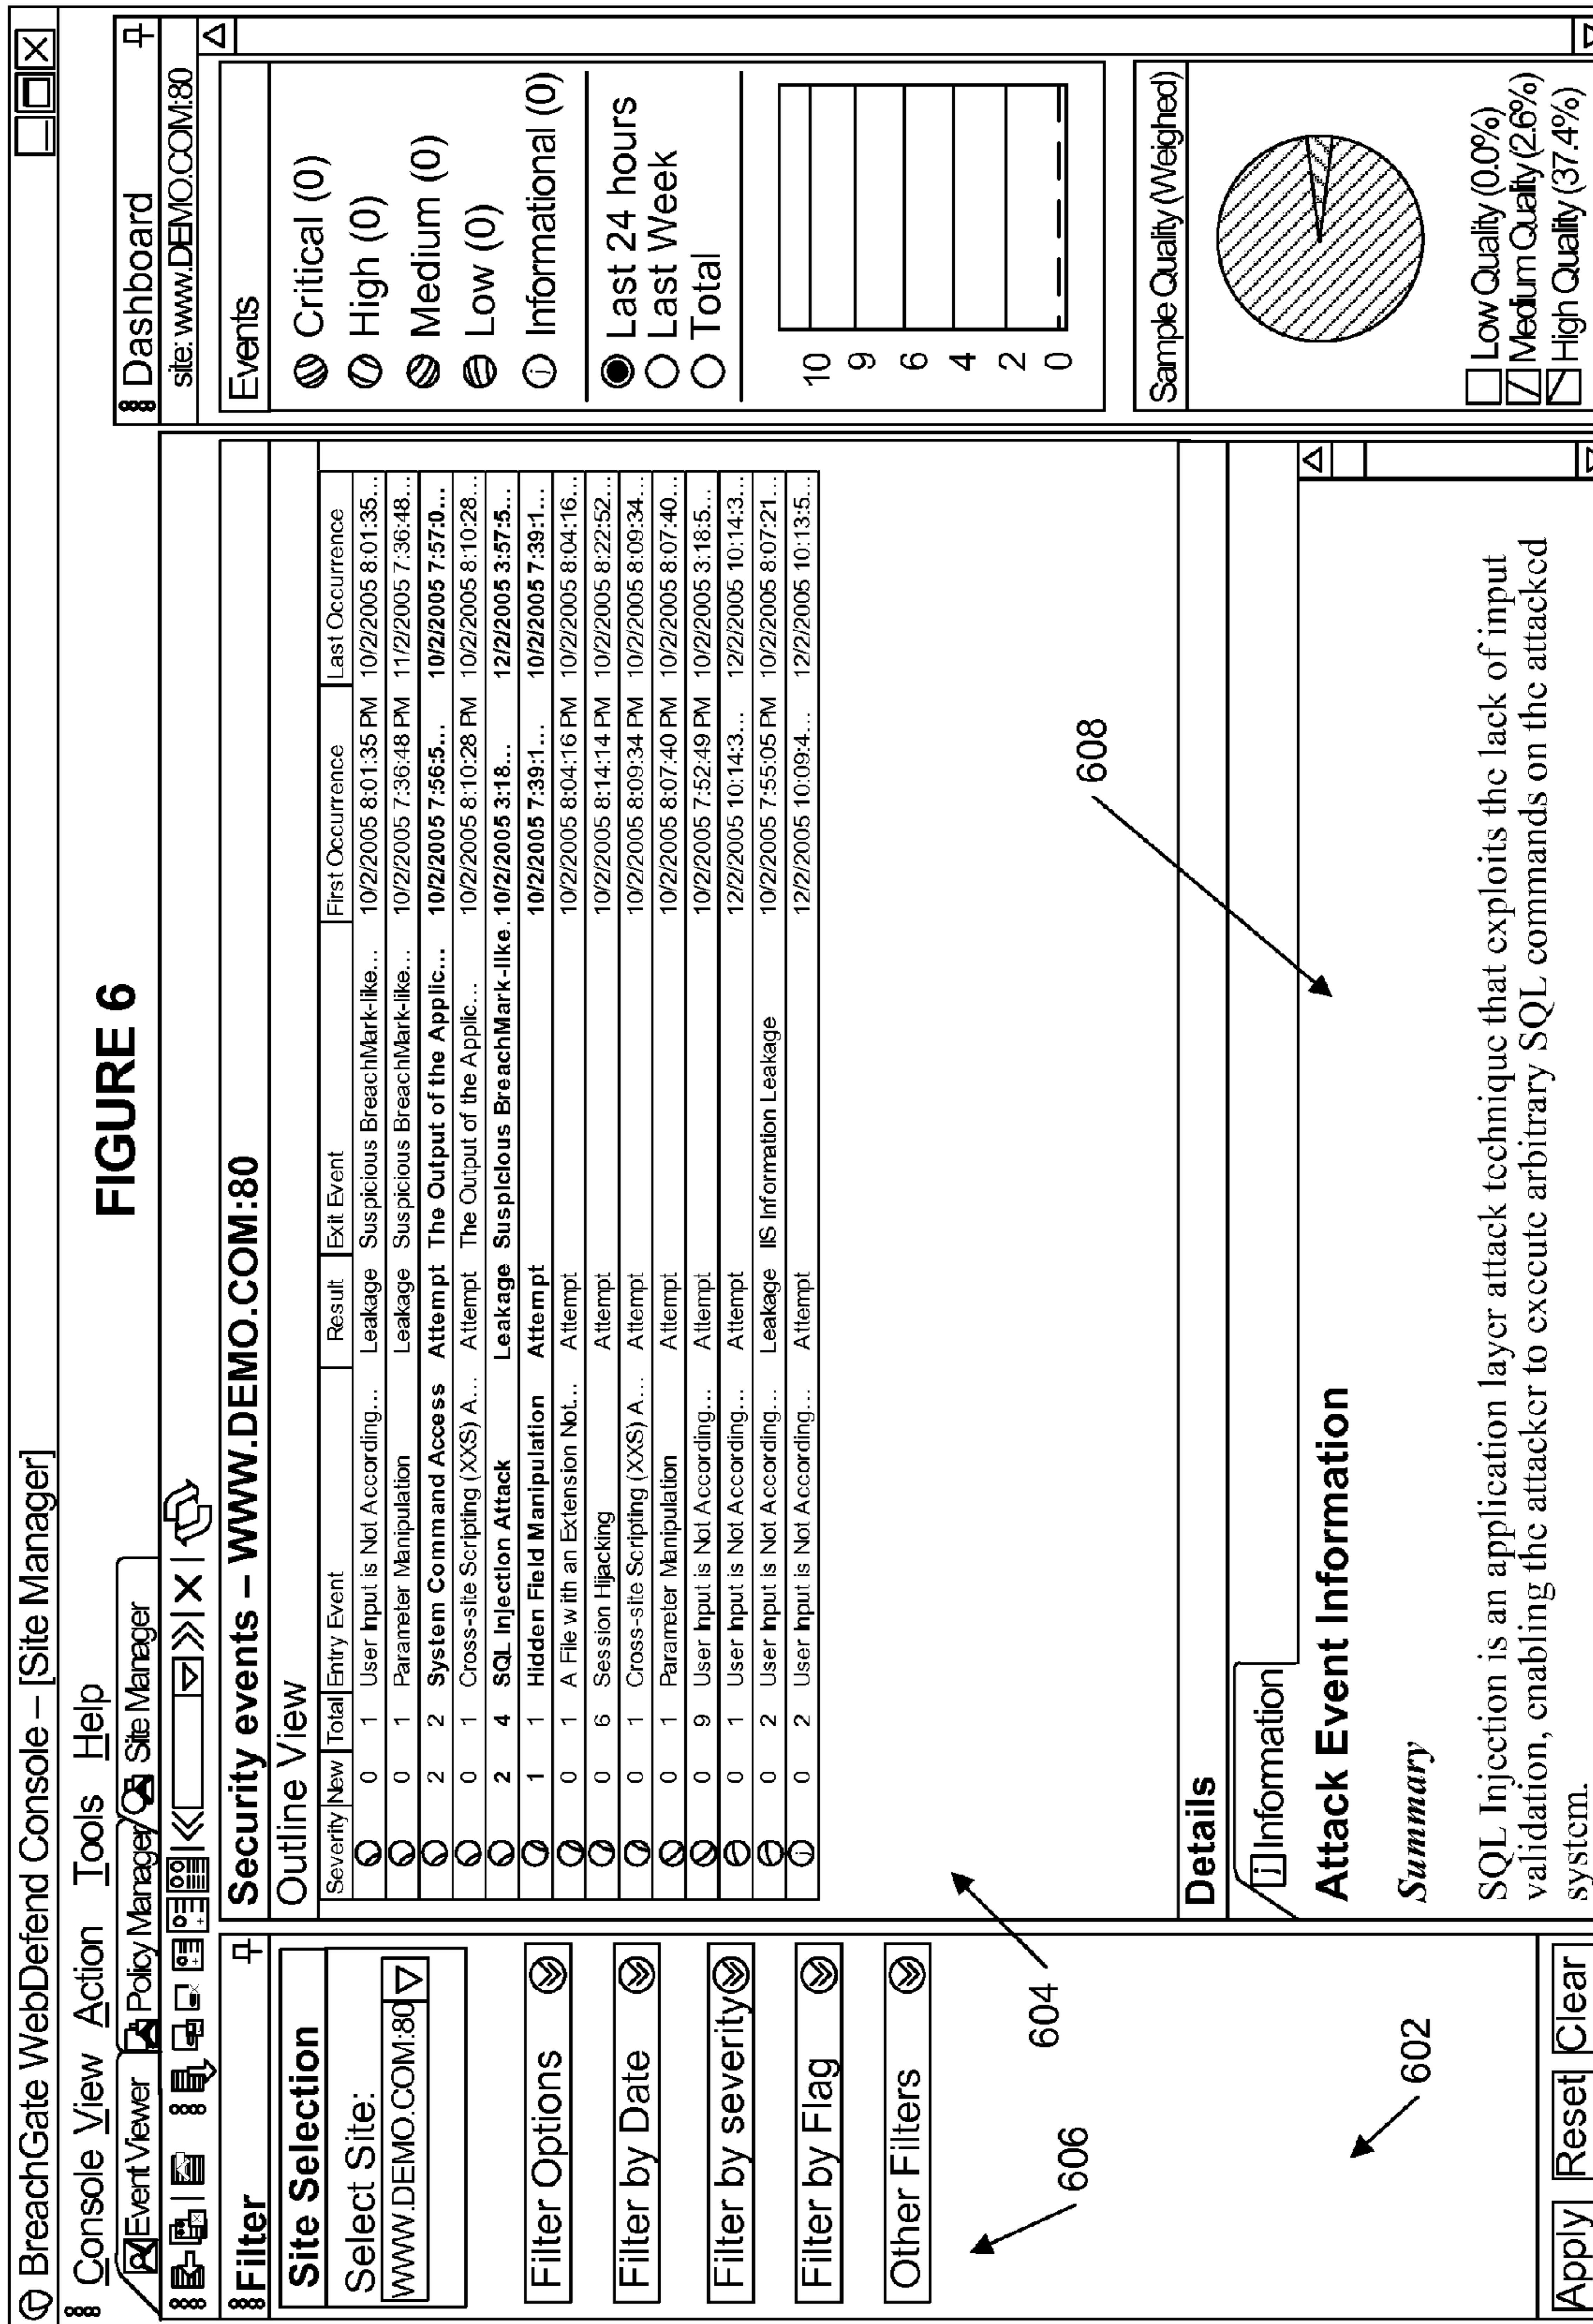 BreachGate WebDefend Console – [Site Manager]
FIGURE 6
Console View Action Tools Help
Event Viewer Policy Manager Site Manager
Filter
Site Selection
Select Site:
WWW.DEMO.COM:80
Filter Options
Filter by Date
Filter by severity
Filter by Flag
Other Filters
606
604
602
Apply Reset Clear
Security events – WWW.DEMO.COM:80
Outline View
Severity New Total Entry Event Result Exit Event First Occurrence Last Occurrence
0 1 User Input is Not According... Leakage Suspicious BreachMark-like... 10/2/2005 8:01:35 PM 10/2/2005 8:01:35...
0 1 Parameter Manipulation Leakage Suspicious BreachMark-like... 10/2/2005 7:36:48 PM 11/2/2005 7:36:48...
2 2 System Command Access Attempt The Output of the Applic... 10/2/2005 7:56:5... 10/2/2005 7:57:0...
0 1 Cross-site Scripting (XXS) A... Attempt The Output of the Applic... 10/2/2005 8:10:28 PM 10/2/2005 8:10:28...
2 4 SQL Injection Attack Leakage Suspicious BreachMark-like. 10/2/2005 3:18... 12/2/2005 3:57:5...
1 1 Hidden Field Manipulation Attempt 10/2/2005 7:39:1... 10/2/2005 7:39:1...
0 1 A File with an Extension Not... Attempt 10/2/2005 8:04:16 PM 10/2/2005 8:04:16...
0 6 Session Hijacking Attempt 10/2/2005 8:14:14 PM 10/2/2005 8:22:52...
0 1 Cross-site Scripting (XXS) A... Attempt 10/2/2005 8:09:34 PM 10/2/2005 8:09:34...
0 1 Parameter Manipulation Attempt 10/2/2005 8:07:40 PM 10/2/2005 8:07:40...
0 9 User Input is Not According... Attempt 10/2/2005 7:52:49 PM 10/2/2005 3:18:5...
0 1 User Input is Not According... Attempt 12/2/2005 10:14:3... 12/2/2005 10:14:3...
0 2 User Input is Not According... Leakage IIS Information Leakage 10/2/2005 7:55:05 PM 10/2/2005 8:07:21...
j 0 2 User Input is Not According... Attempt 12/2/2005 10:09:4... 12/2/2005 10:13:5...
608
Details
j Information
Attack Event Information
Summary
SQL Injection is an application layer attack technique that exploits the lack of input
validation, enabling the attacker to execute arbitrary SQL commands on the attacked
system.
Dashboard
site: www.DEMO.COM:80
Events
Critical (0)
High (0)
Medium (0)
Low (0)
j Informational (0)
Last 24 hours
Last Week
Total
10
9
6
4
2
0
Sample Quality (Weighed)
Low Quality (0.0%)
Medium Quality (2.6%)
High Quality (37.4%)